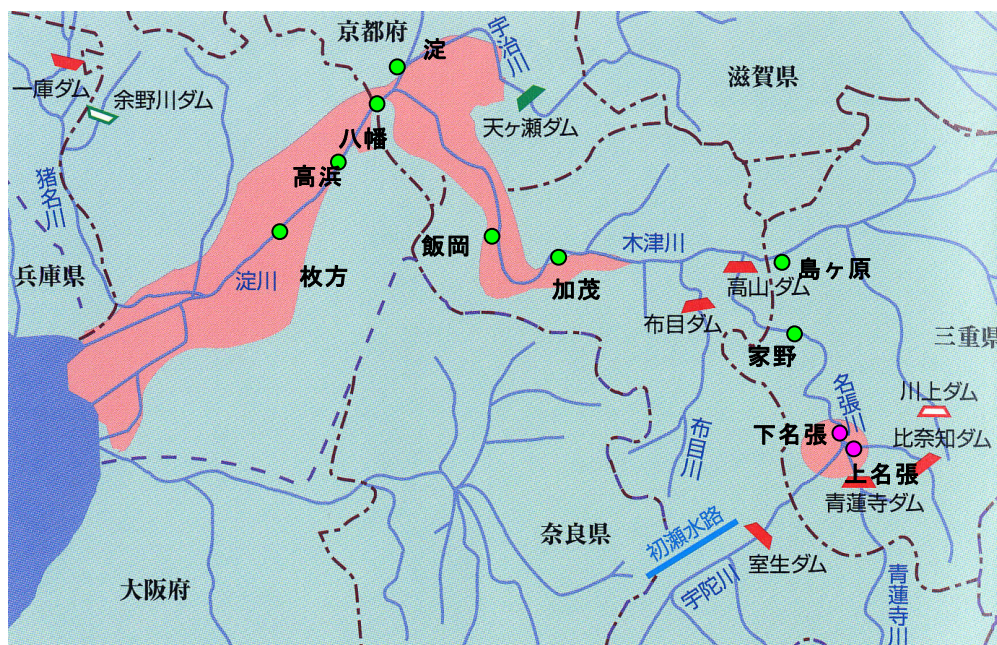 京都府
淀
宇治川
滋賀県
一庫ダム
余野川ダム
天ヶ瀬ダム
八幡
高浜
猪名川
飯岡
木津川
兵庫県
淀川
枚方
加茂
島ヶ原
高山ダム
布目ダム
家野
三重県
名張川
川上ダム
下名張
比奈知ダム
布目川
上名張
青蓮寺ダム
初瀬水路
奈良県
室生ダム
宇陀川
大阪府
青蓮寺川